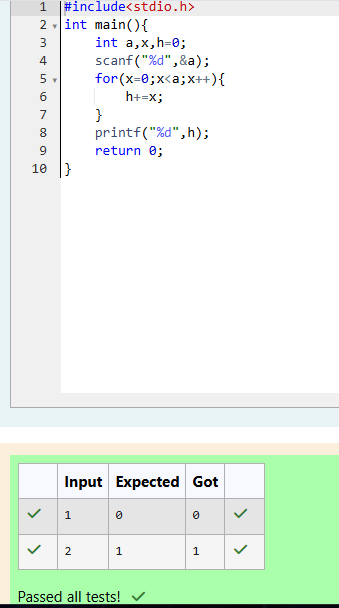 1 #include<stdio.h>
2 int main(){
3     int a,x,h=0;
4     scanf("%d",&a);
5     for(x=0;x<a;x++){
6         h+=x;
7     }
8     printf("%d",h);
9     return 0;
10 }
Input Expected Got
1 0 0
2 1 1
Passed all tests!